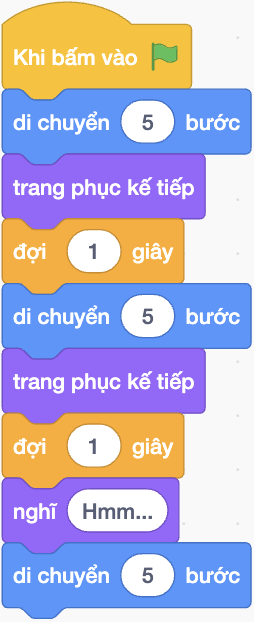 Khi bấm vào
di chuyển 5 bước
trang phục kế tiếp
đợi 1 giây
di chuyển 5 bước
trang phục kế tiếp
đợi 1 giây
nghĩ Hmm...
di chuyển 5 bước